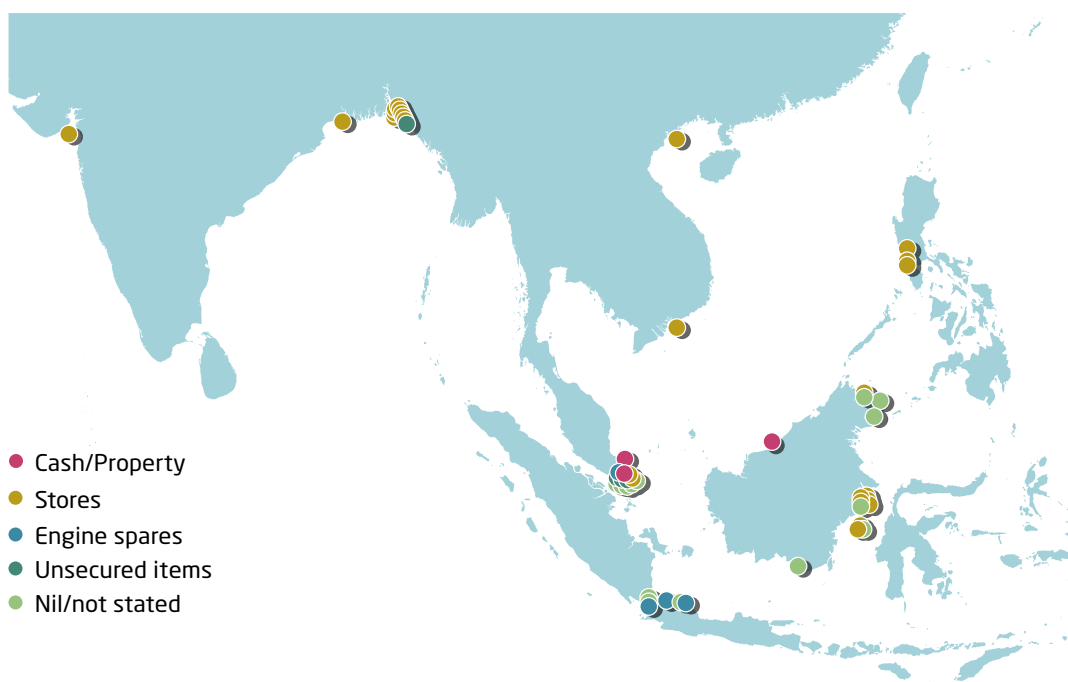 Cash/Property
Stores
Engine spares
Unsecured items
Nil/not stated